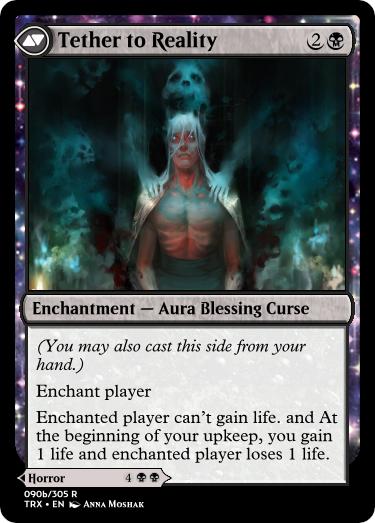 Tether to Reality 2
Enchantment — Aura Blessing Curse
(You may also cast this side from your
hand.)
Enchant player
Enchanted player can't gain life. and At
the beginning of your upkeep, you gain
1 life and enchanted player loses 1 life.
Horror 4
090b/305 R
TRX • EN Anna Moshak